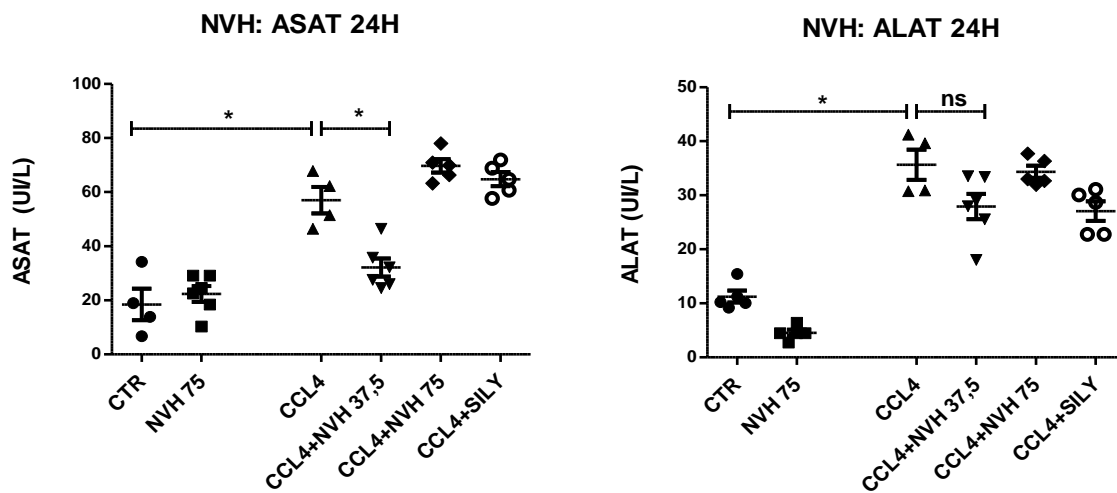 NVH: ASAT 24H
ASAT (UI/L)
100
80
60
40
20
0
*
*
CTR
NVH 75
CCL4
CCL4+NVH 37,5
CCL4+NVH 75
CCL4+SILY
NVH: ALAT 24H
ALAT (UI/L)
50
40
30
20
10
0
*
ns
CTR
NVH 75
CCL4
CCL4+NVH 37,5
CCL4+NVH 75
CCL4+SILY